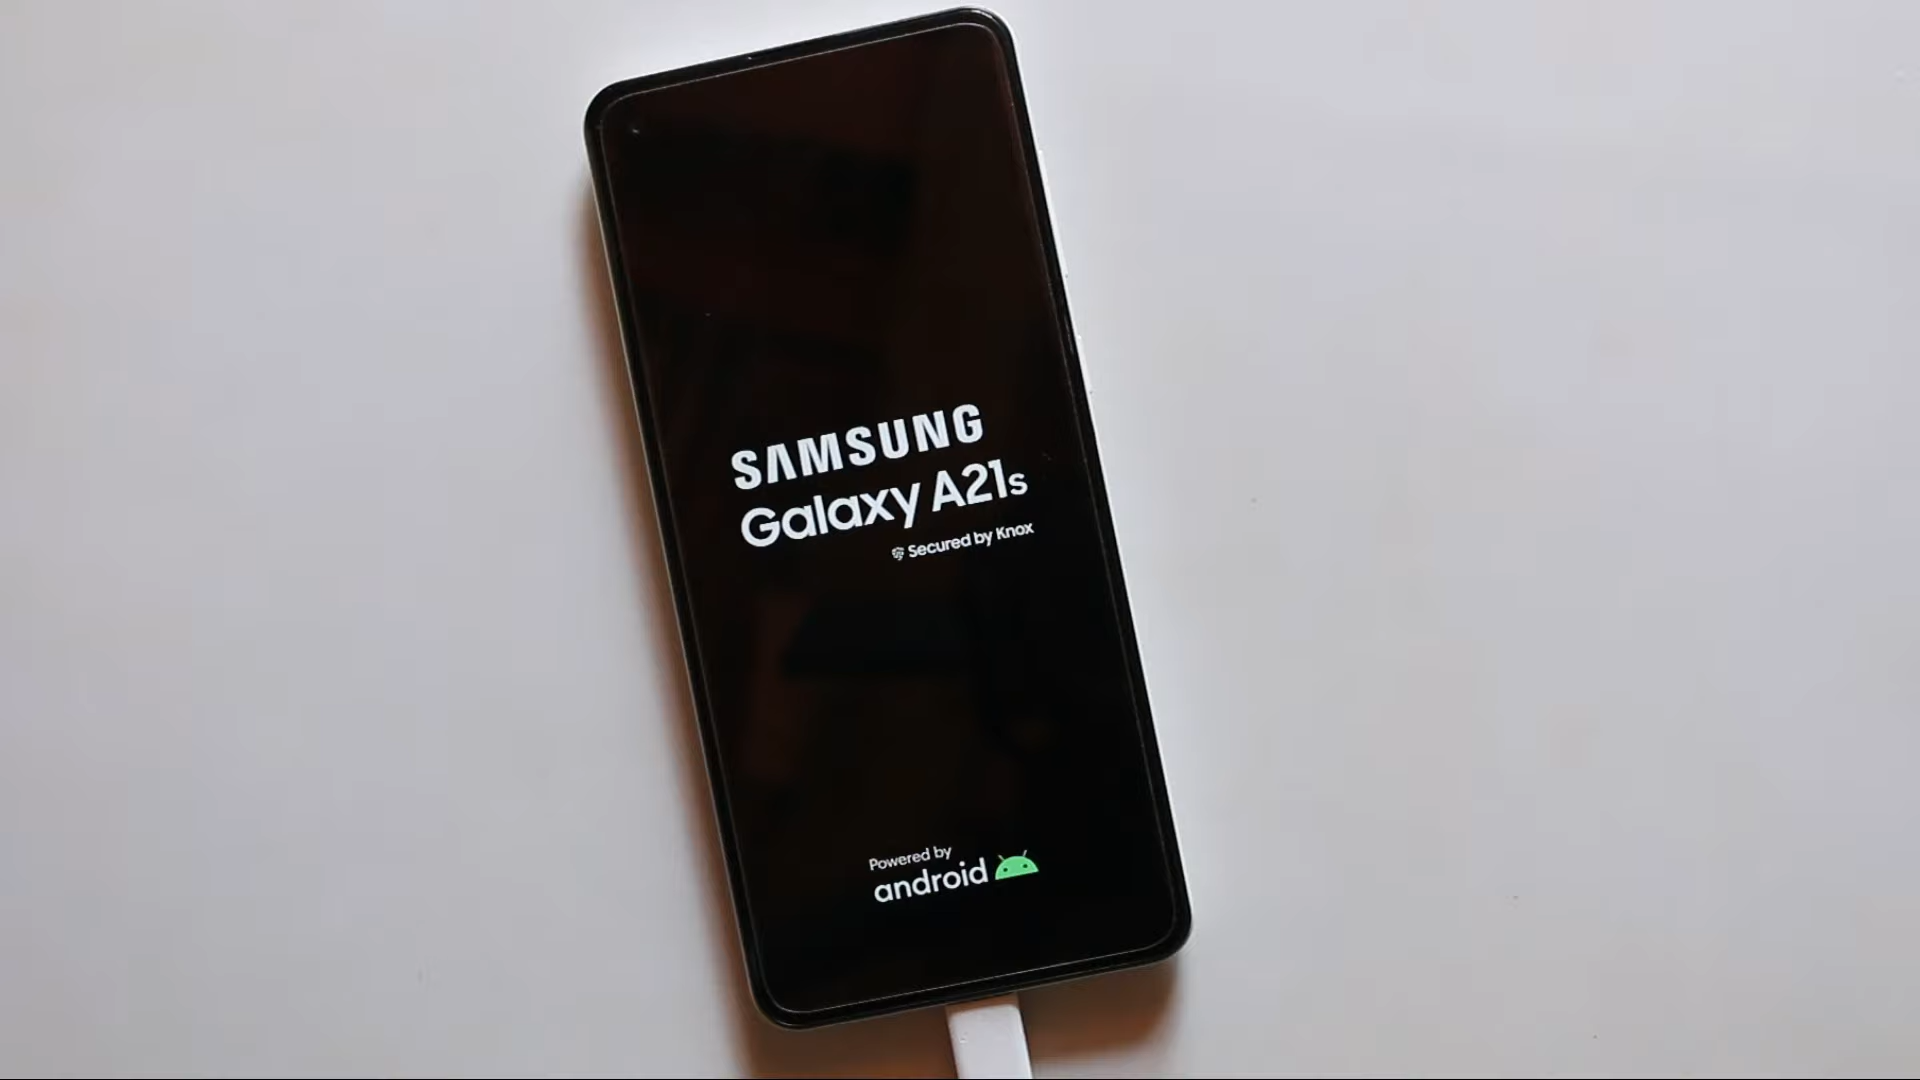 SAMSUNG
Galaxy A21s
Secured by Knox
Powered by
android